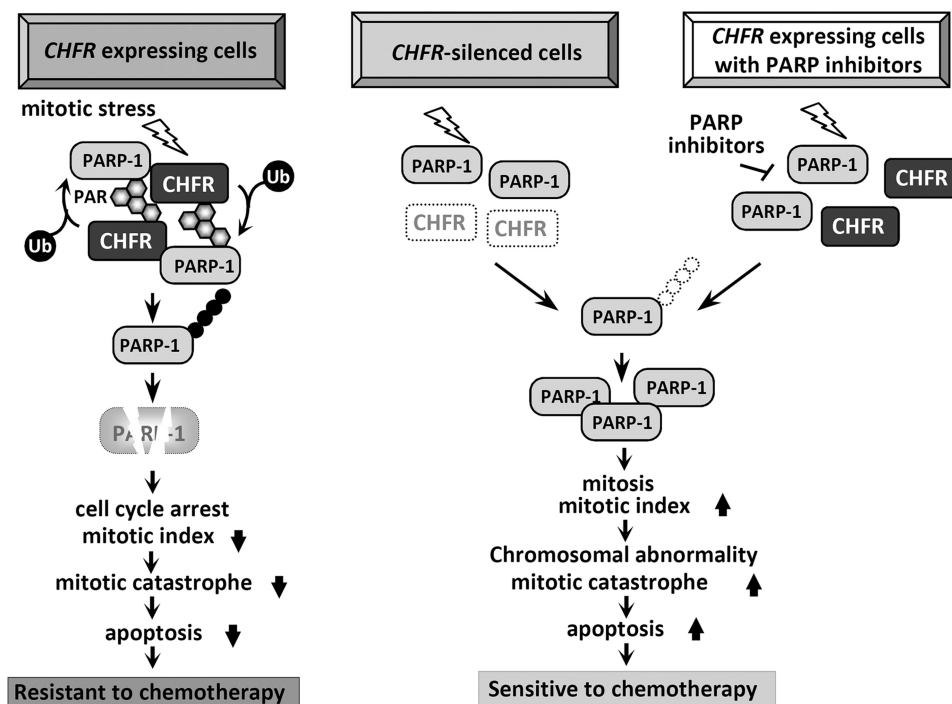 CHFR expressing cells
mitotic stress
PARP-1
CHFR
Ub
PAR
Ub
CHFR
PARP-1
PARP-1
PARP-1
cell cycle arrest
mitotic index
mitotic catastrophe
apoptosis
Resistant to chemotherapy
CHFR-silenced cells
PARP-1
PARP-1
CHFR
CHFR
CHFR expressing cells
with PARP inhibitors
PARP
inhibitors
PARP-1
CHFR
PARP-1
CHFR
PARP-1
PARP-1
PARP-1
PARP-1
mitosis
mitotic index
Chromosomal abnormality
mitotic catastrophe
apoptosis
Sensitive to chemotherapy